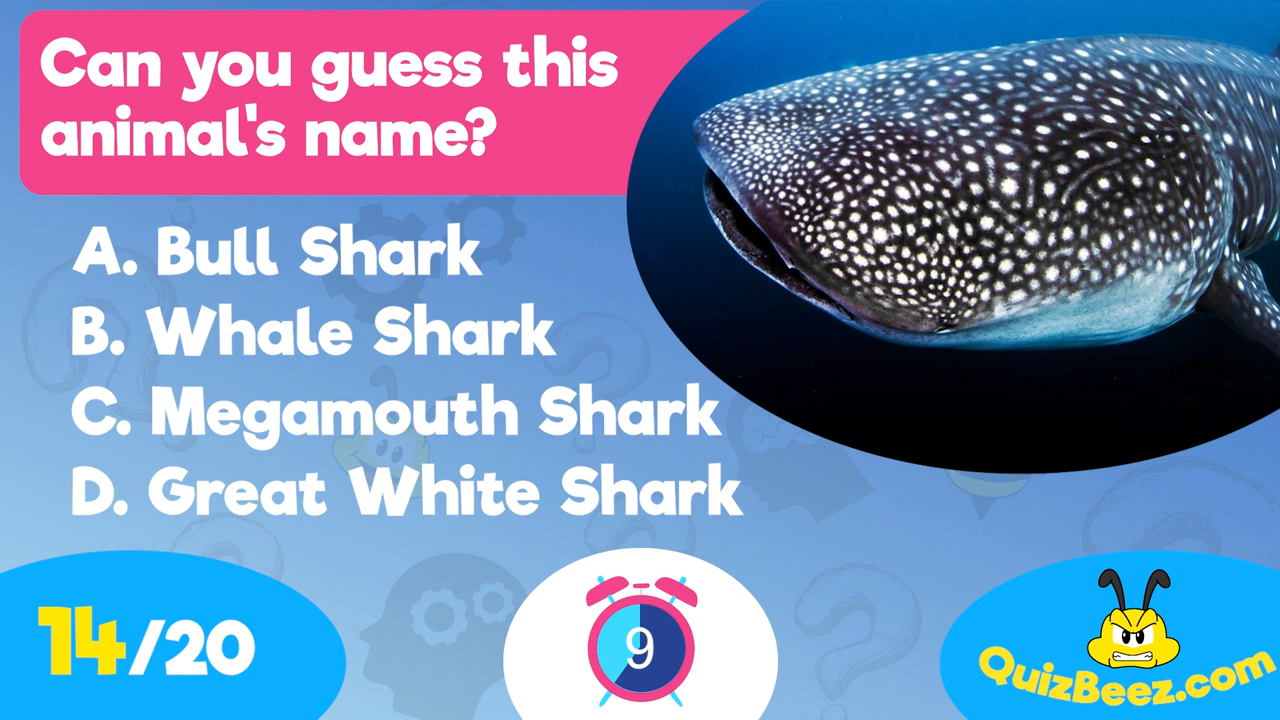 Can you guess this
animal's name?
A. Bull Shark
B. Whale Shark
C. Megamouth Shark
D. Great White Shark
14/20
9
QuizBeez.com